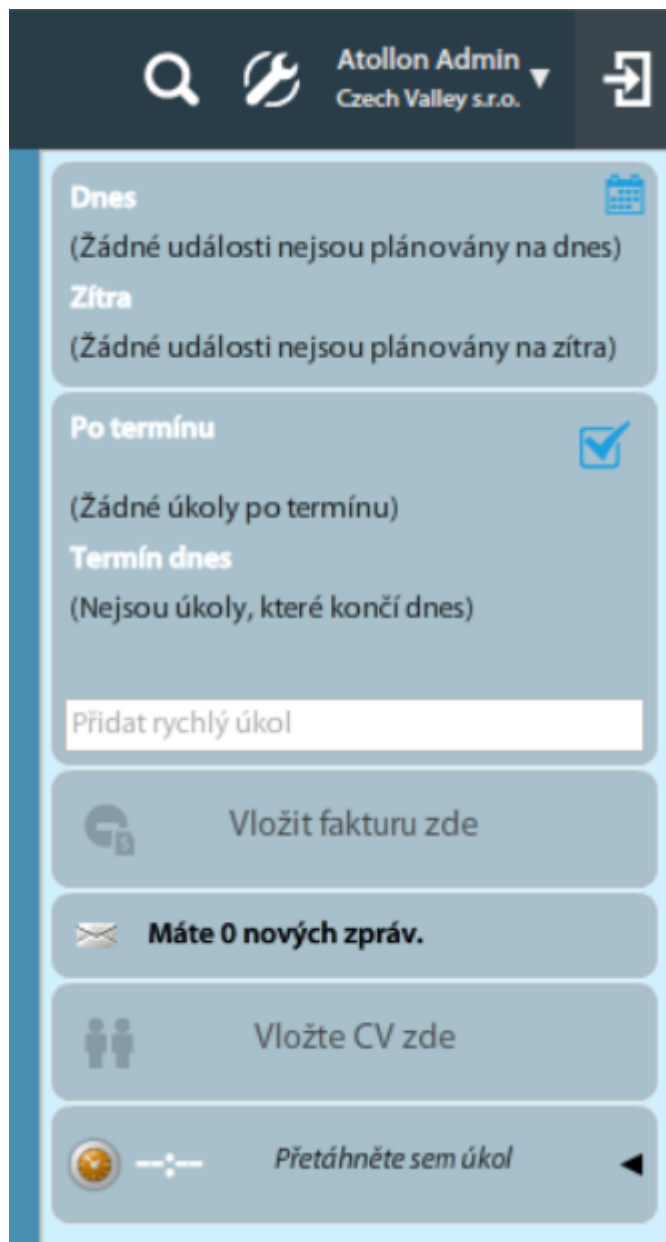 Atollon Admin
Czech Valley s.r.o.
Dnes
(Žádné události nejsou plánovány na dnes)
Zítra
(Žádné události nejsou plánovány na zítra)
Po termínu
(Žádné úkoly po termínu)
Termín dnes
(Nejsou úkoly, které končí dnes)
Přidat rychlý úkol
Vložit fakturu zde
Máte 0 nových zpráv.
Vložte CV zde
--:-- Přetáhněte sem úkol